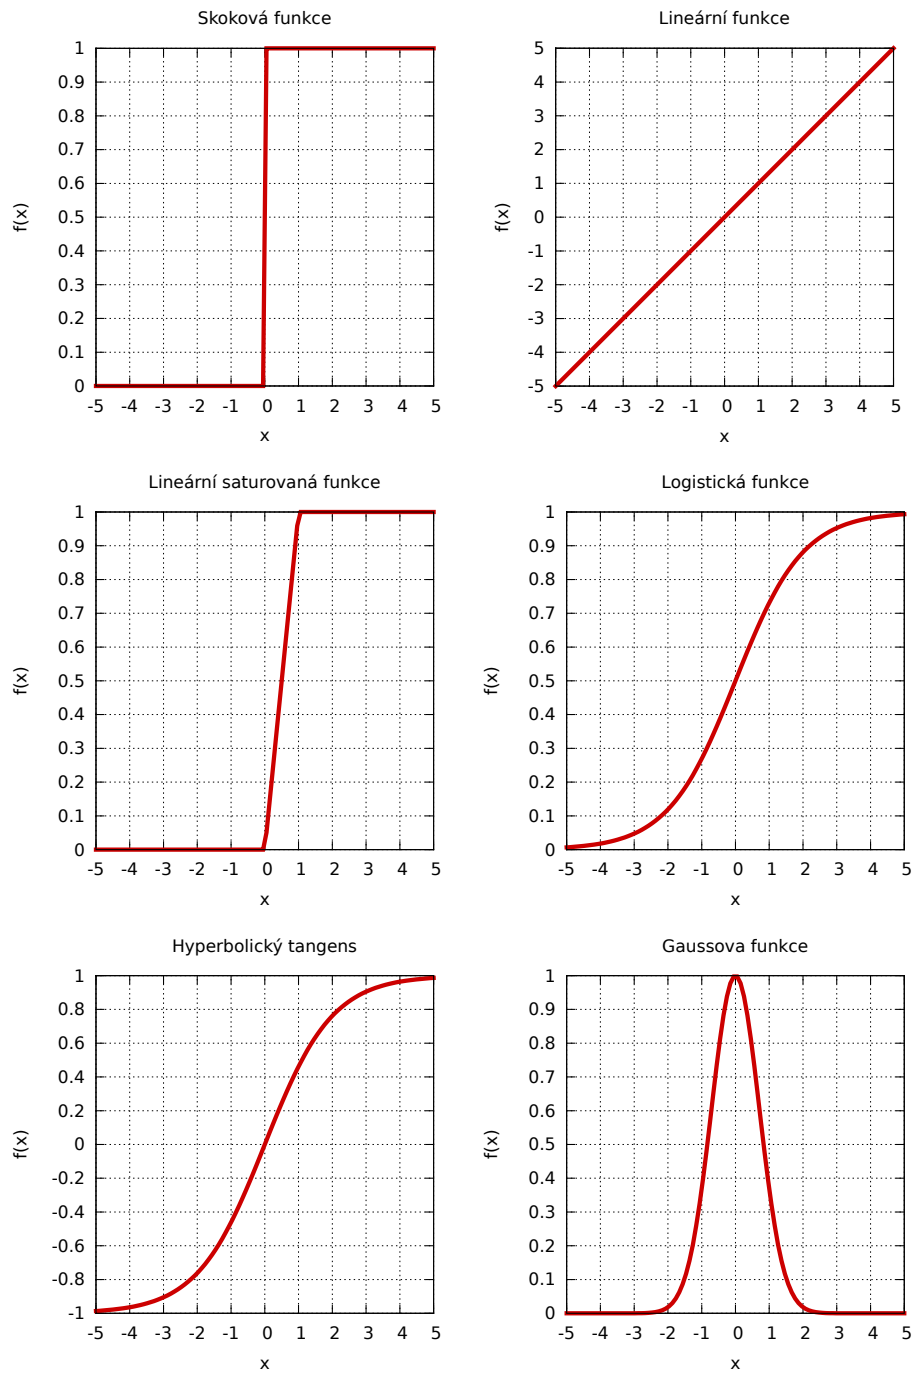 Skoková funkce
1
0.9
0.8
0.7
0.6
0.5
0.4
0.3
0.2
0.1
0
f(x)
-5 -4 -3 -2 -1 0 1 2 3 4 5
x
Lineární funkce
5
4
3
2
1
0
-1
-2
-3
-4
-5
f(x)
-5 -4 -3 -2 -1 0 1 2 3 4 5
x
Lineární saturovaná funkce
1
0.9
0.8
0.7
0.6
0.5
0.4
0.3
0.2
0.1
0
f(x)
-5 -4 -3 -2 -1 0 1 2 3 4 5
x
Logistická funkce
1
0.9
0.8
0.7
0.6
0.5
0.4
0.3
0.2
0.1
0
f(x)
-5 -4 -3 -2 -1 0 1 2 3 4 5
x
Hyperbolický tangens
1
0.8
0.6
0.4
0.2
0
-0.2
-0.4
-0.6
-0.8
-1
f(x)
-5 -4 -3 -2 -1 0 1 2 3 4 5
x
Gaussova funkce
1
0.9
0.8
0.7
0.6
0.5
0.4
0.3
0.2
0.1
0
f(x)
-5 -4 -3 -2 -1 0 1 2 3 4 5
x